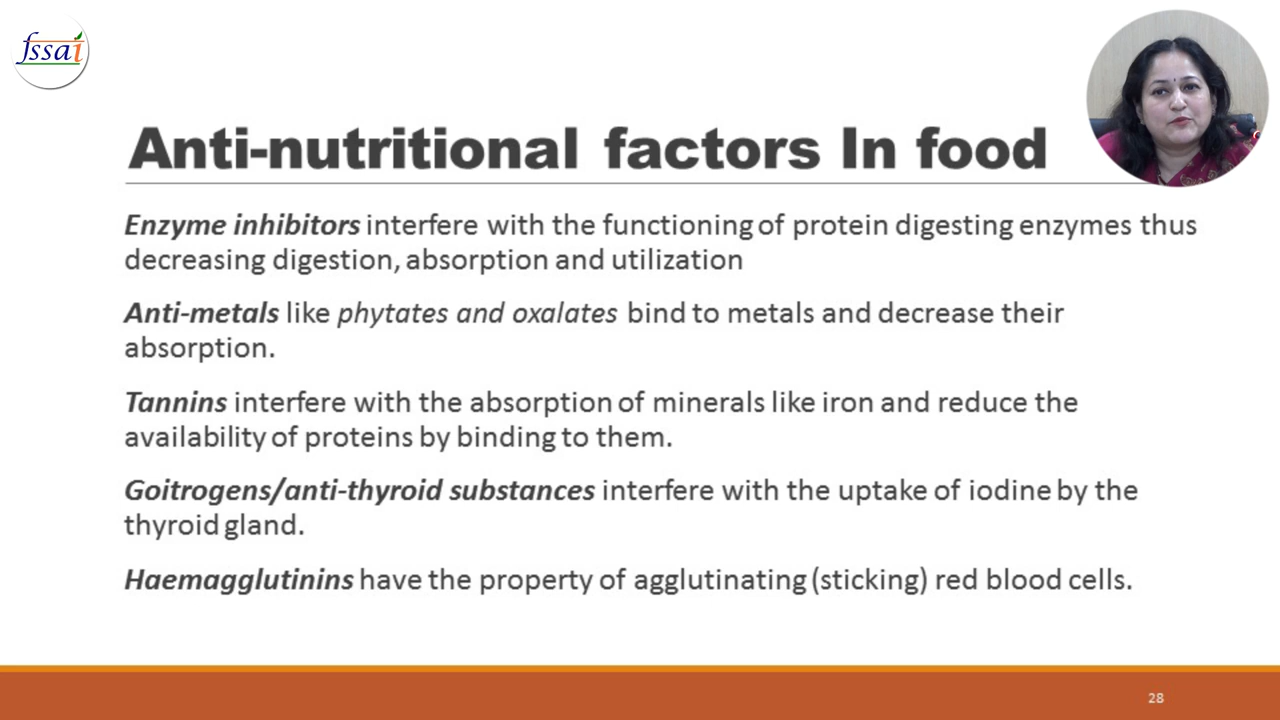 fssai
Anti-nutritional factors In food
Enzyme inhibitors interfere with the functioning of protein digesting enzymes thus
decreasing digestion, absorption and utilization
Anti-metals like phytates and oxalates bind to metals and decrease their
absorption.
Tannins interfere with the absorption of minerals like iron and reduce the
availability of proteins by binding to them.
Goitrogens/anti-thyroid substances interfere with the uptake of iodine by the
thyroid gland.
Haemagglutinins have the property of agglutinating (sticking) red blood cells.
28